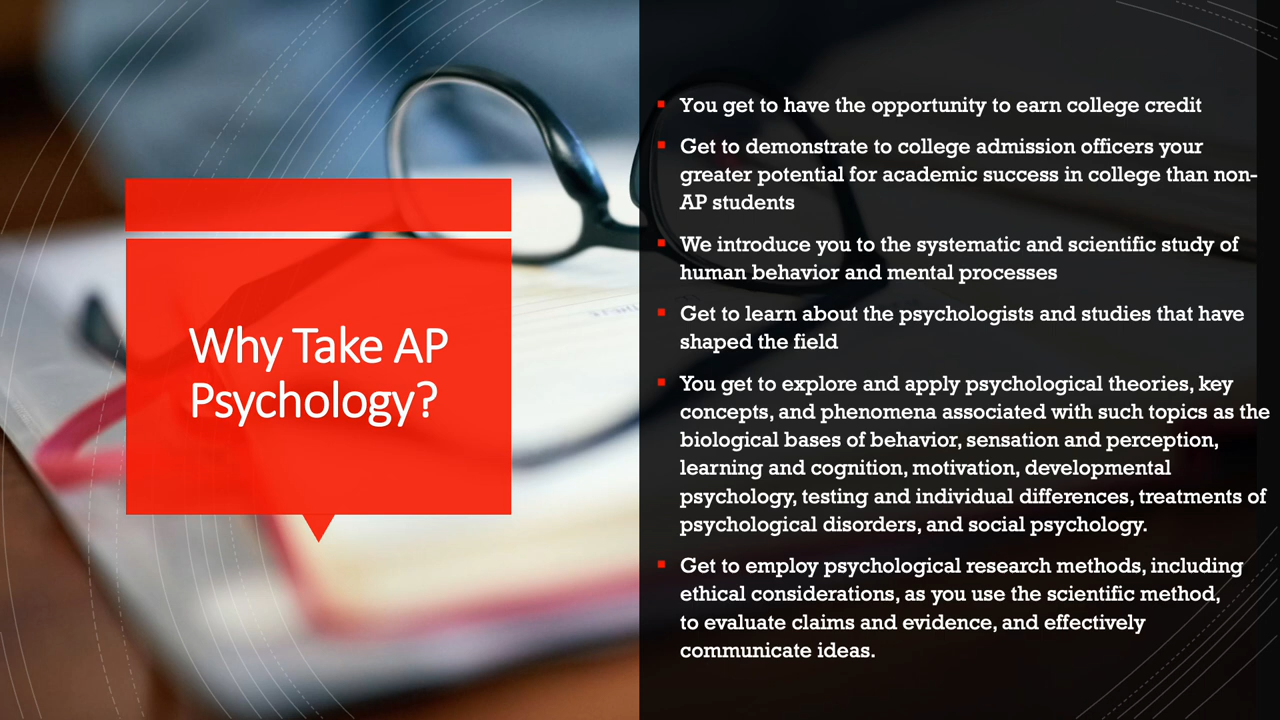 Why Take AP
Psychology?
You get to have the opportunity to earn college credit
Get to demonstrate to college admission officers your
greater potential for academic success in college than non-
AP students
We introduce you to the systematic and scientific study of
human behavior and mental processes
Get to learn about the psychologists and studies that have
shaped the field
You get to explore and apply psychological theories, key
concepts, and phenomena associated with such topics as the
biological bases of behavior, sensation and perception,
learning and cognition, motivation, developmental
psychology, testing and individual differences, treatments of
psychological disorders, and social psychology.
Get to employ psychological research methods, including
ethical considerations, as you use the scientific method,
to evaluate claims and evidence, and effectively
communicate ideas.